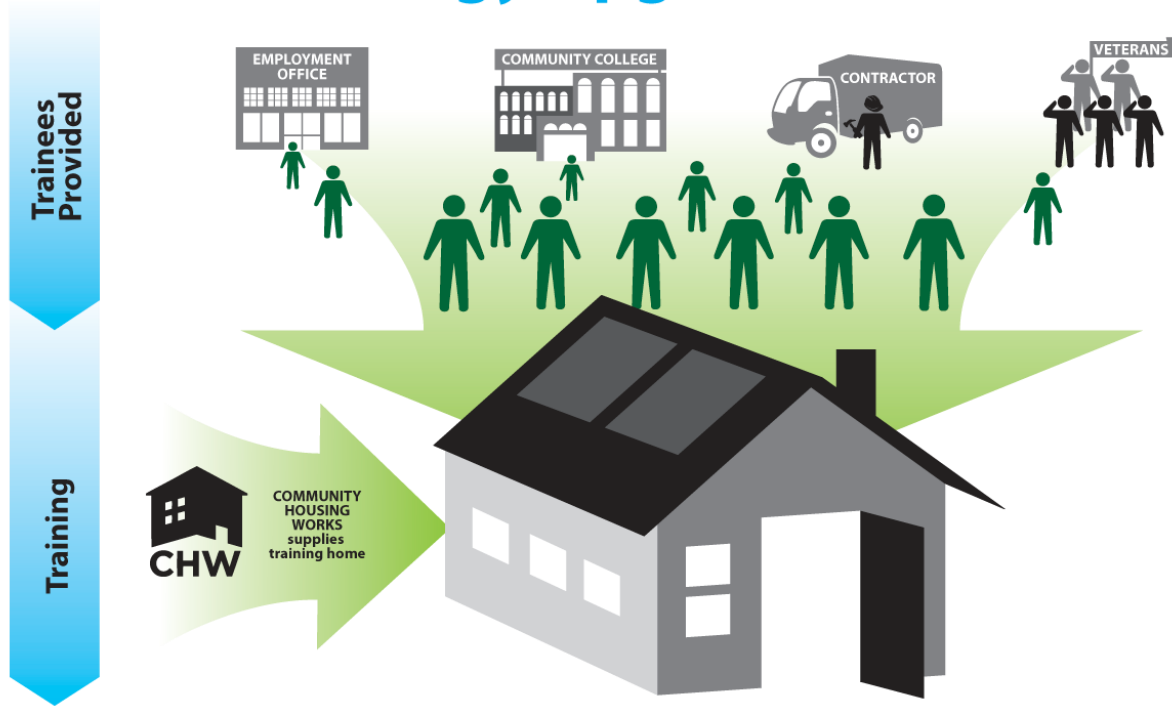 EMPLOYMENT
OFFICE
COMMUNITY COLLEGE
CONTRACTOR
VETERANS
Trainees
Provided
Training
CHW
COMMUNITY
HOUSING
WORKS
supplies
training home